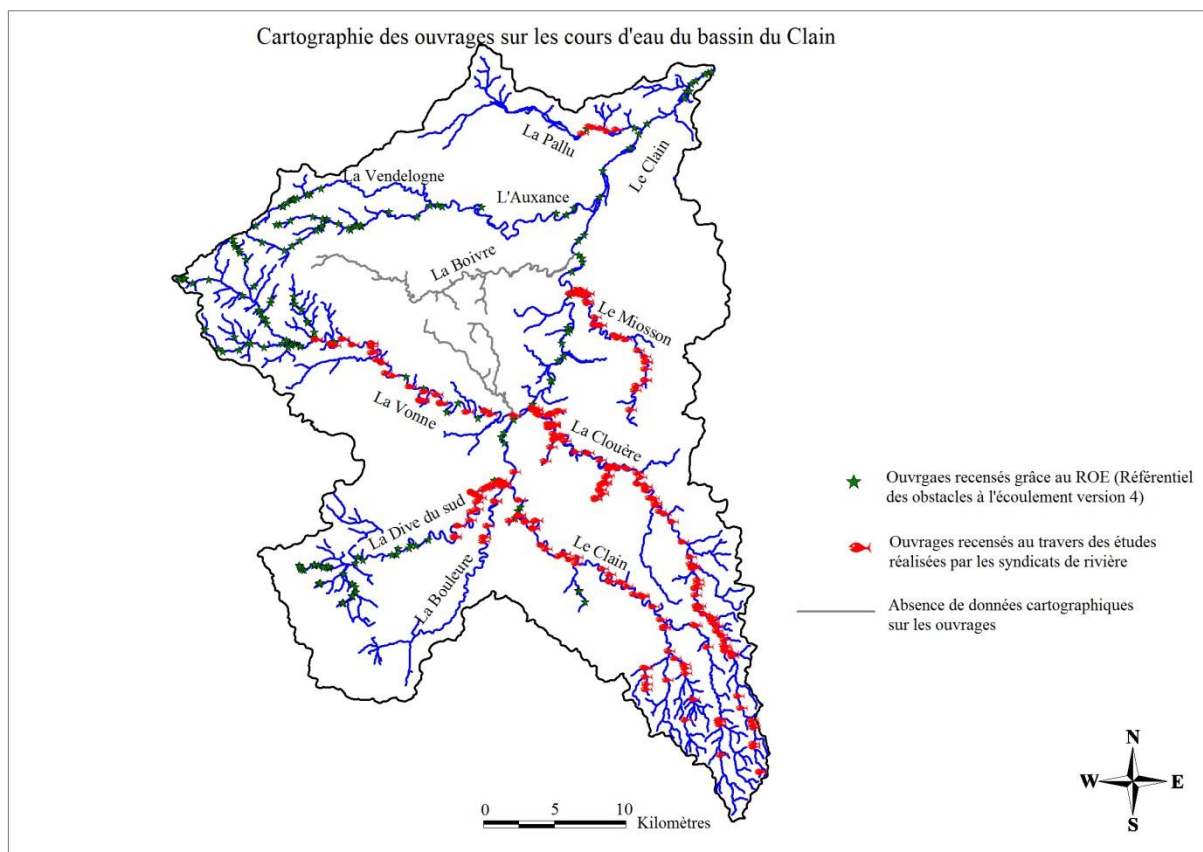 Cartographie des ouvrages sur les cours d'eau du bassin du Clain
La Pallu
Le Clain
La Vendelogne
L'Auxance
La Boivre
Le Miosson
La Vonne
La Clouère
La Dive du sud
Le Clain
La Bouleure
Ouvrgaes recensés grâce au ROE (Référentiel
des obstacles à l'écoulement version 4)
Ouvrages recensés au travers des études
réalisées par les syndicats de rivière
Absence de données cartographiques
sur les ouvrages
N
W E
S
0 5 10
Kilomètres